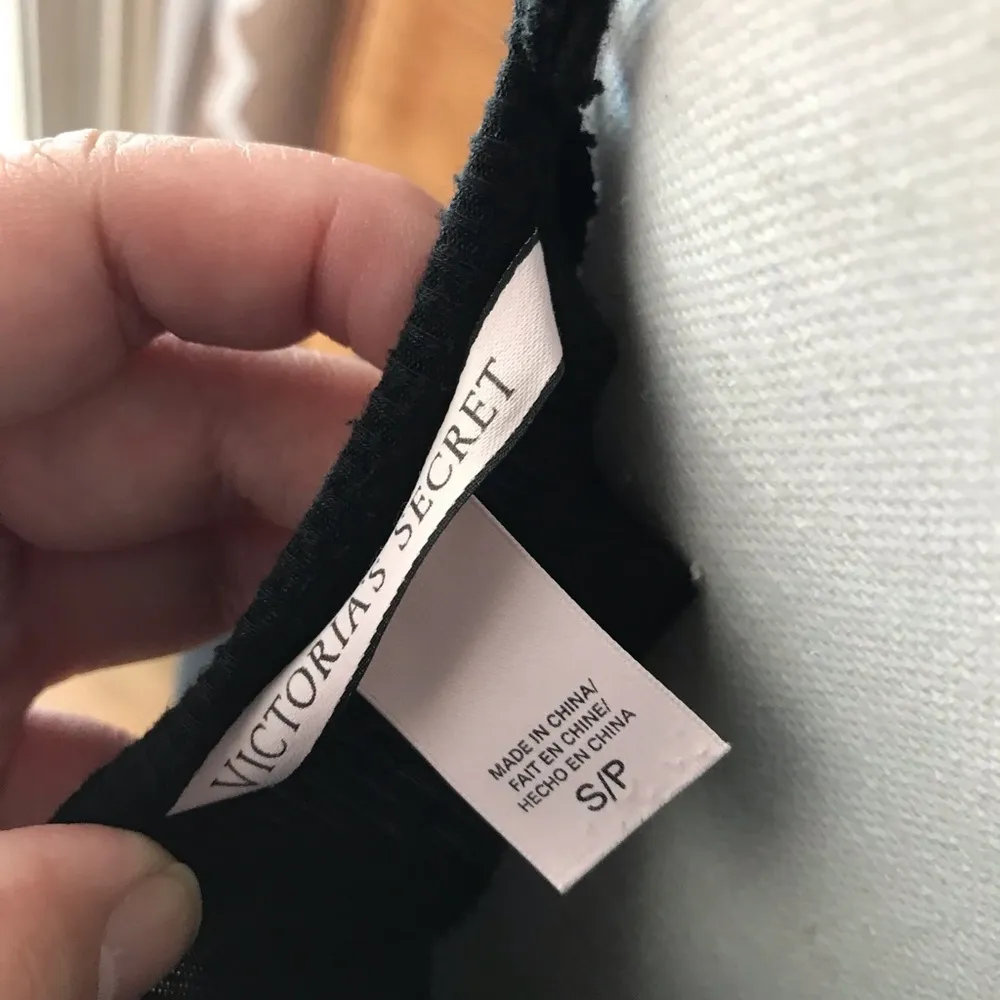 VICTORIA'S SECRET
MADE IN CHINA/
FAIT EN CHINE/
HECHO EN CHINA
S/P